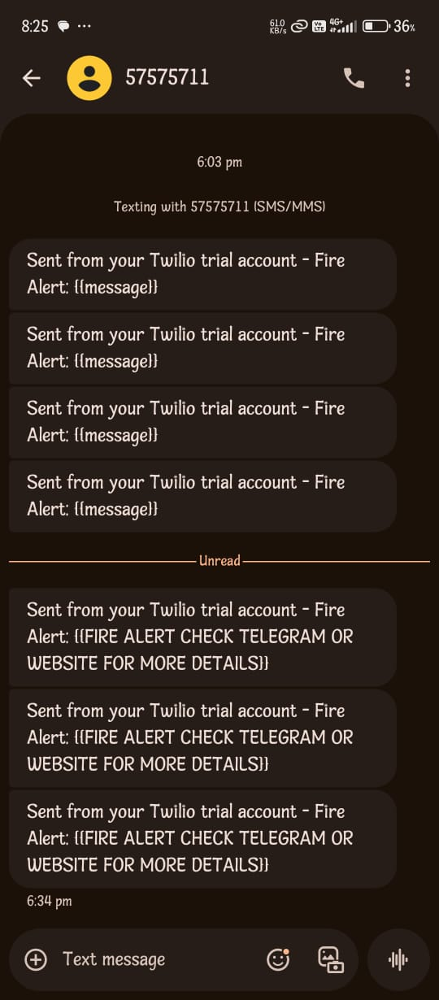 8:25
61.0
KB/s
Vo
LTE
4G+
36%
57575711
6:03 pm
Texting with 57575711 (SMS/MMS)
Sent from your Twilio trial account - Fire
Alert: {{message}}
Sent from your Twilio trial account - Fire
Alert: {{message}}
Sent from your Twilio trial account - Fire
Alert: {{message}}
Sent from your Twilio trial account - Fire
Alert: {{message}}
Unread
Sent from your Twilio trial account - Fire
Alert: {{FIRE ALERT CHECK TELEGRAM OR
WEBSITE FOR MORE DETAILS}}
Sent from your Twilio trial account - Fire
Alert: {{FIRE ALERT CHECK TELEGRAM OR
WEBSITE FOR MORE DETAILS}}
Sent from your Twilio trial account - Fire
Alert: {{FIRE ALERT CHECK TELEGRAM OR
WEBSITE FOR MORE DETAILS}}
6:34 pm
Text message